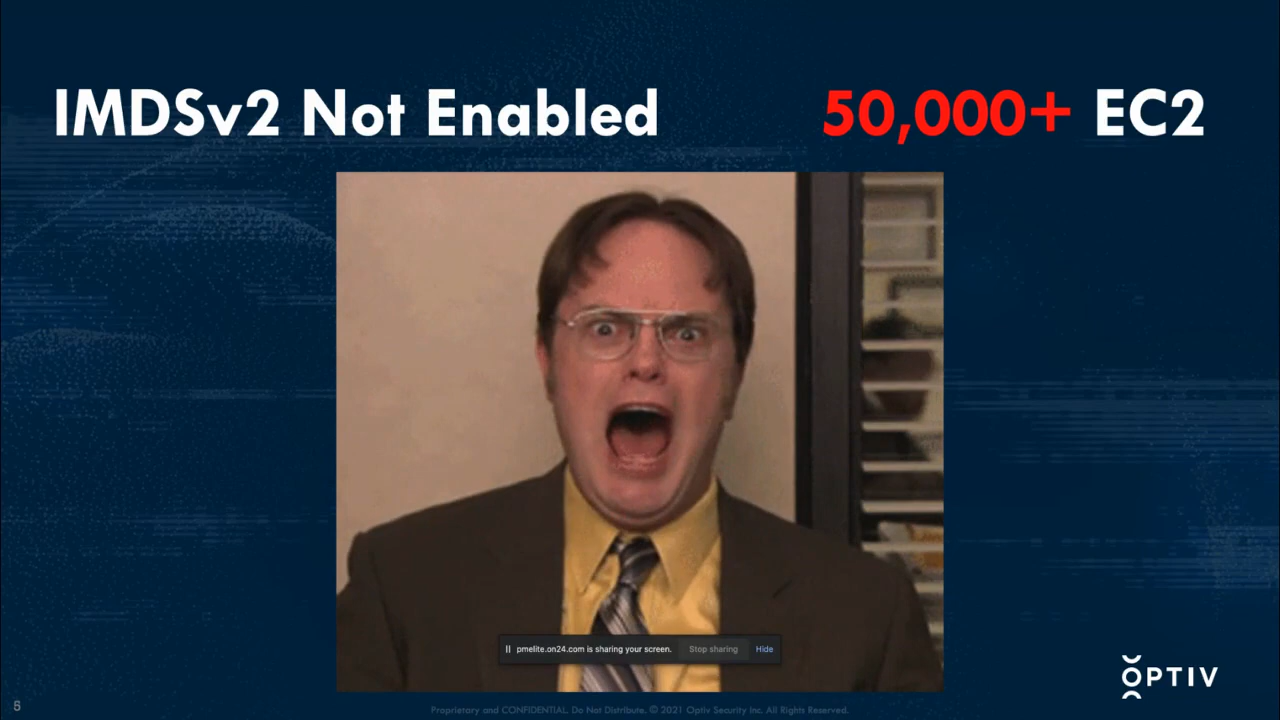 IMDSv2 Not Enabled
50,000+ EC2
pmelite.on24.com is sharing your screen. Stop sharing Hide
OPTIV
5
Proprietary and CONFIDENTIAL. Do Not Distribute. © 2021 Optiv Security Inc. All Rights Reserved.